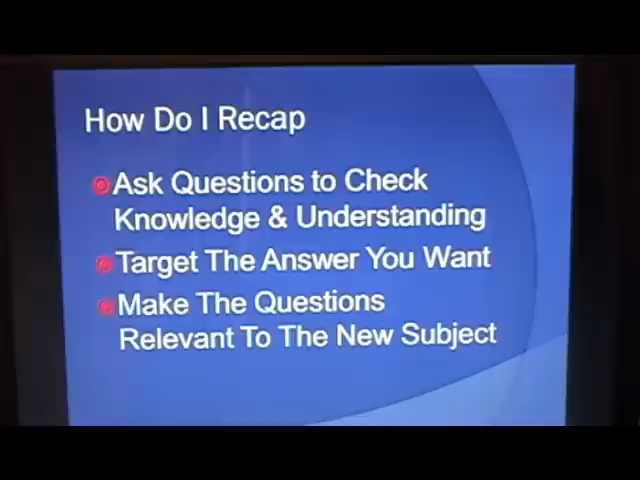 How Do I Recap
Ask Questions to Check
Knowledge & Understanding
Target The Answer You Want
Make The Questions
Relevant To The New Subject